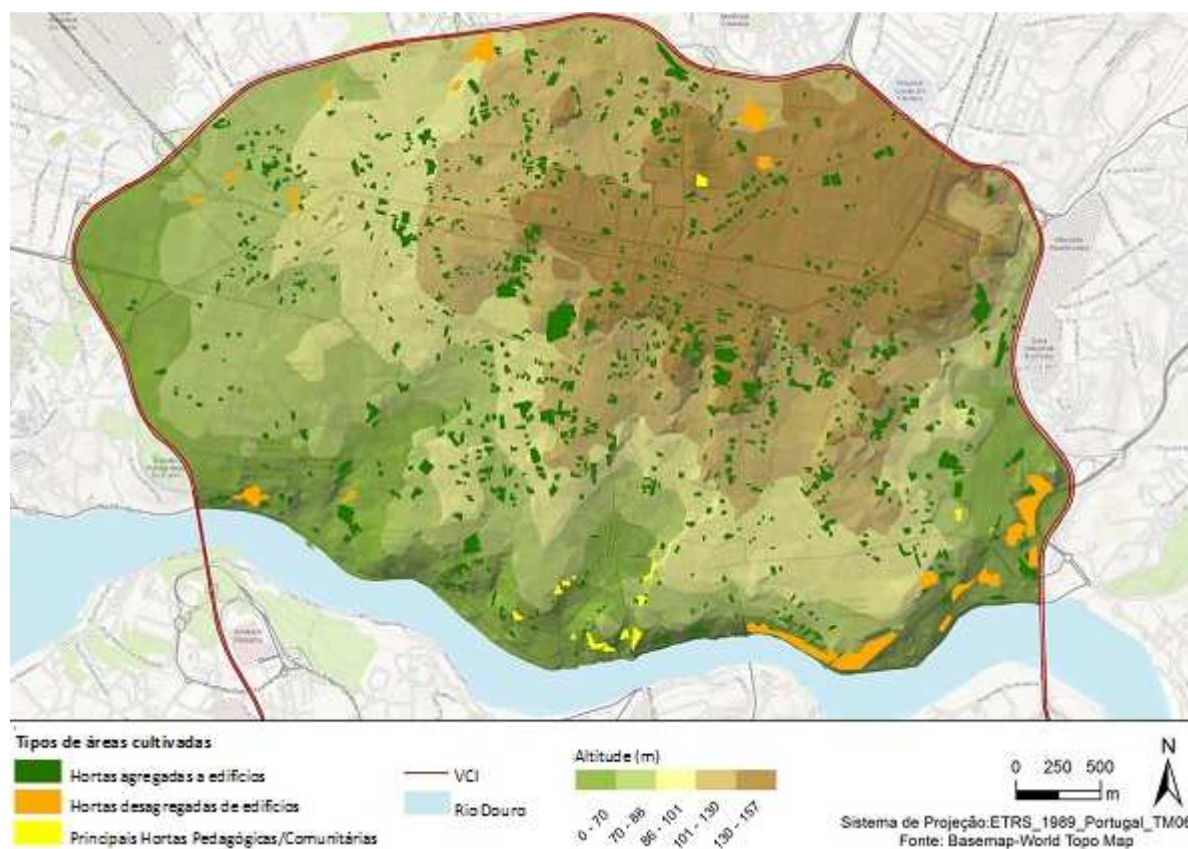 Tipos de áreas cultivadas
Hortas agregadas a edifícios
Hortas desagregadas de edifícios
Principais Hortas Pedagógicas/Comunitárias
VCI
Rio Douro
Altitude (m)
0 - 70
70 - 86
86 - 101
101 - 130
130 - 157
0 250 500
m
N
Sistema de Projeção:ETRS_1989_Portugal_TM06
Fonte: Basemap-World Topo Map